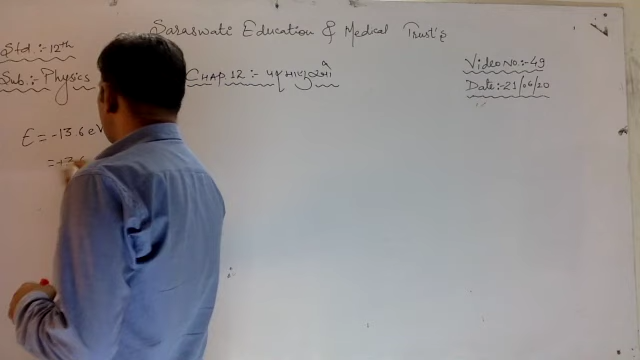 Saraswati Education & Medical Trust's
Std :- 12th
Video No. :- 49
Sub :- Physics
CHAP. 12 :-
Date :- 21/06/20
E = -13.6 eV